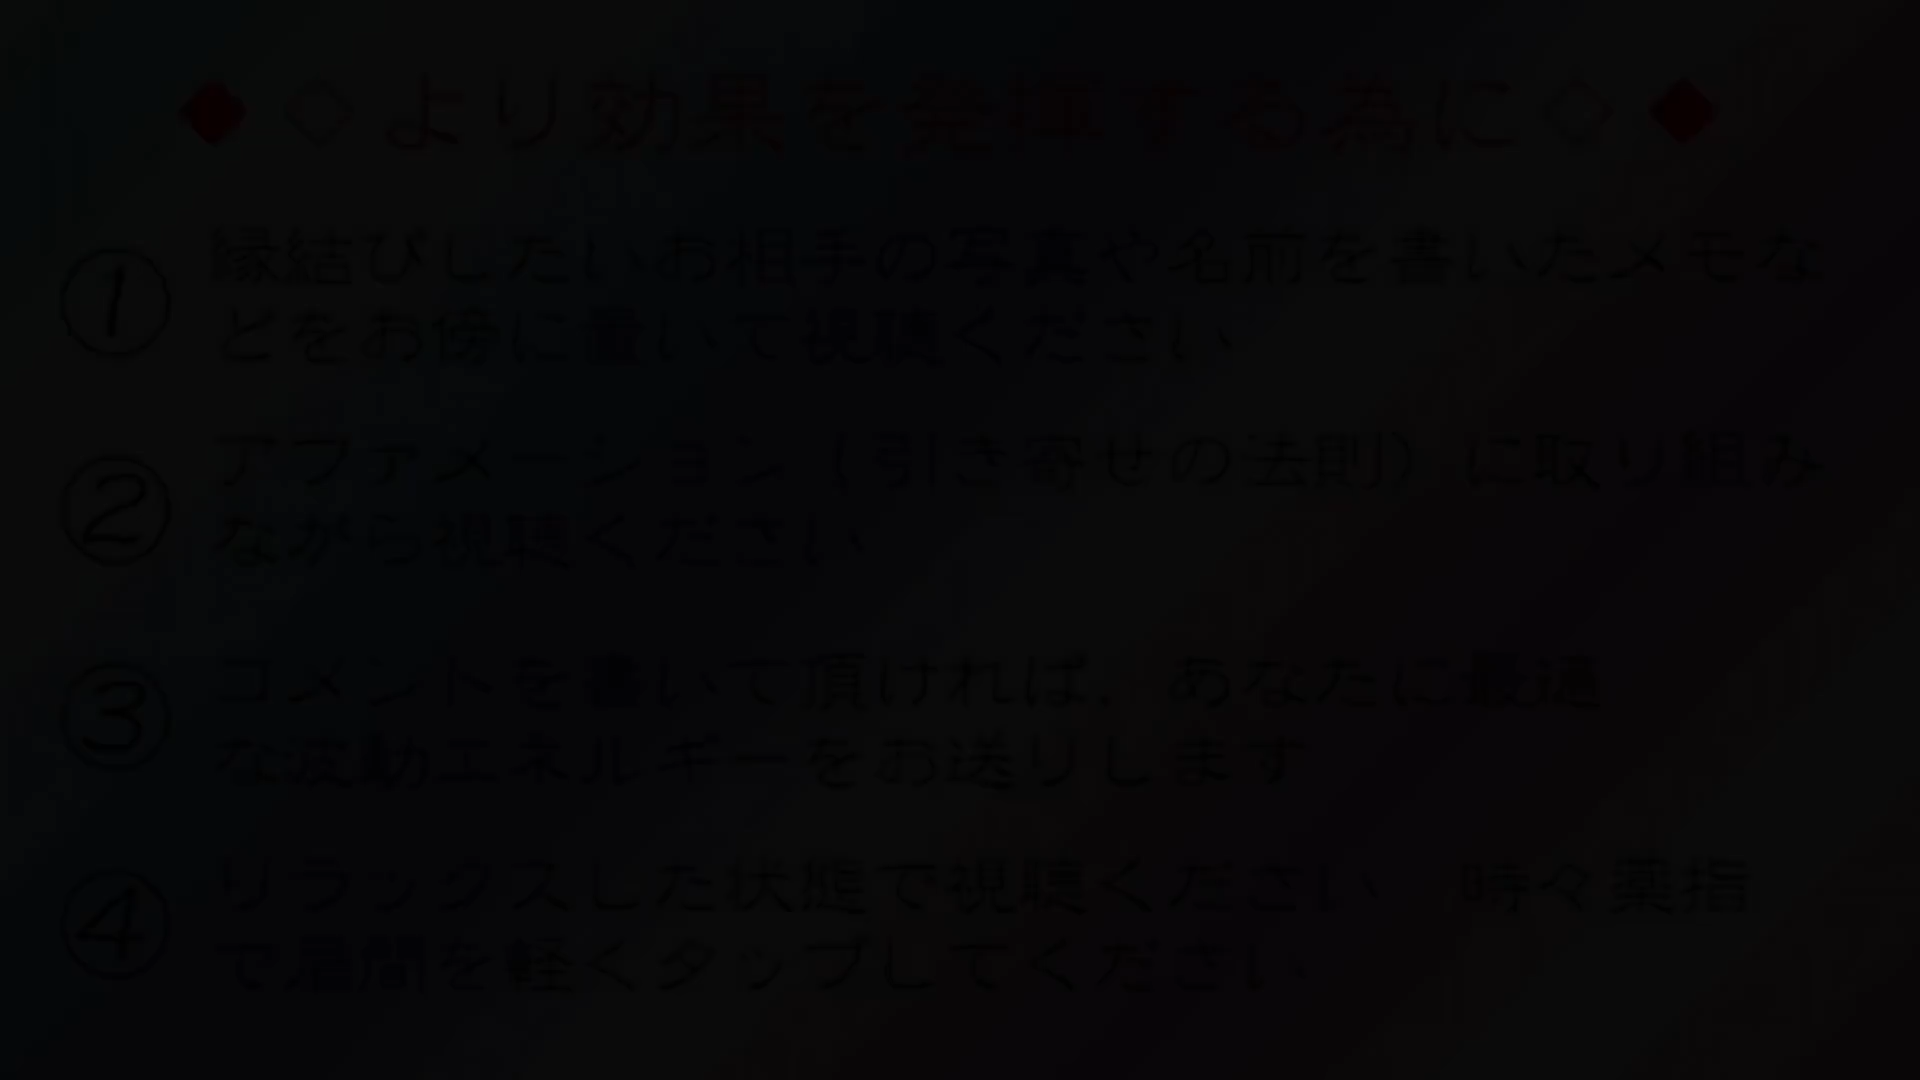 ◆◇より効果を発揮する為に◇◆
① 縁結びしたいお相手の写真や名前を書いたメモな
どをお傍に置いて視聴ください
② アファメーション(引き寄せの法則)に取り組み
ながら視聴ください
③ コメントを書いて頂ければ、あなたに最適
な波動エネルギーをお送りします
④ リラックスした状態で視聴ください 時々薬指
で眉間を軽くタップしてください